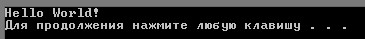 Hello World!
Для продолжения нажмите любую клавишу . . .